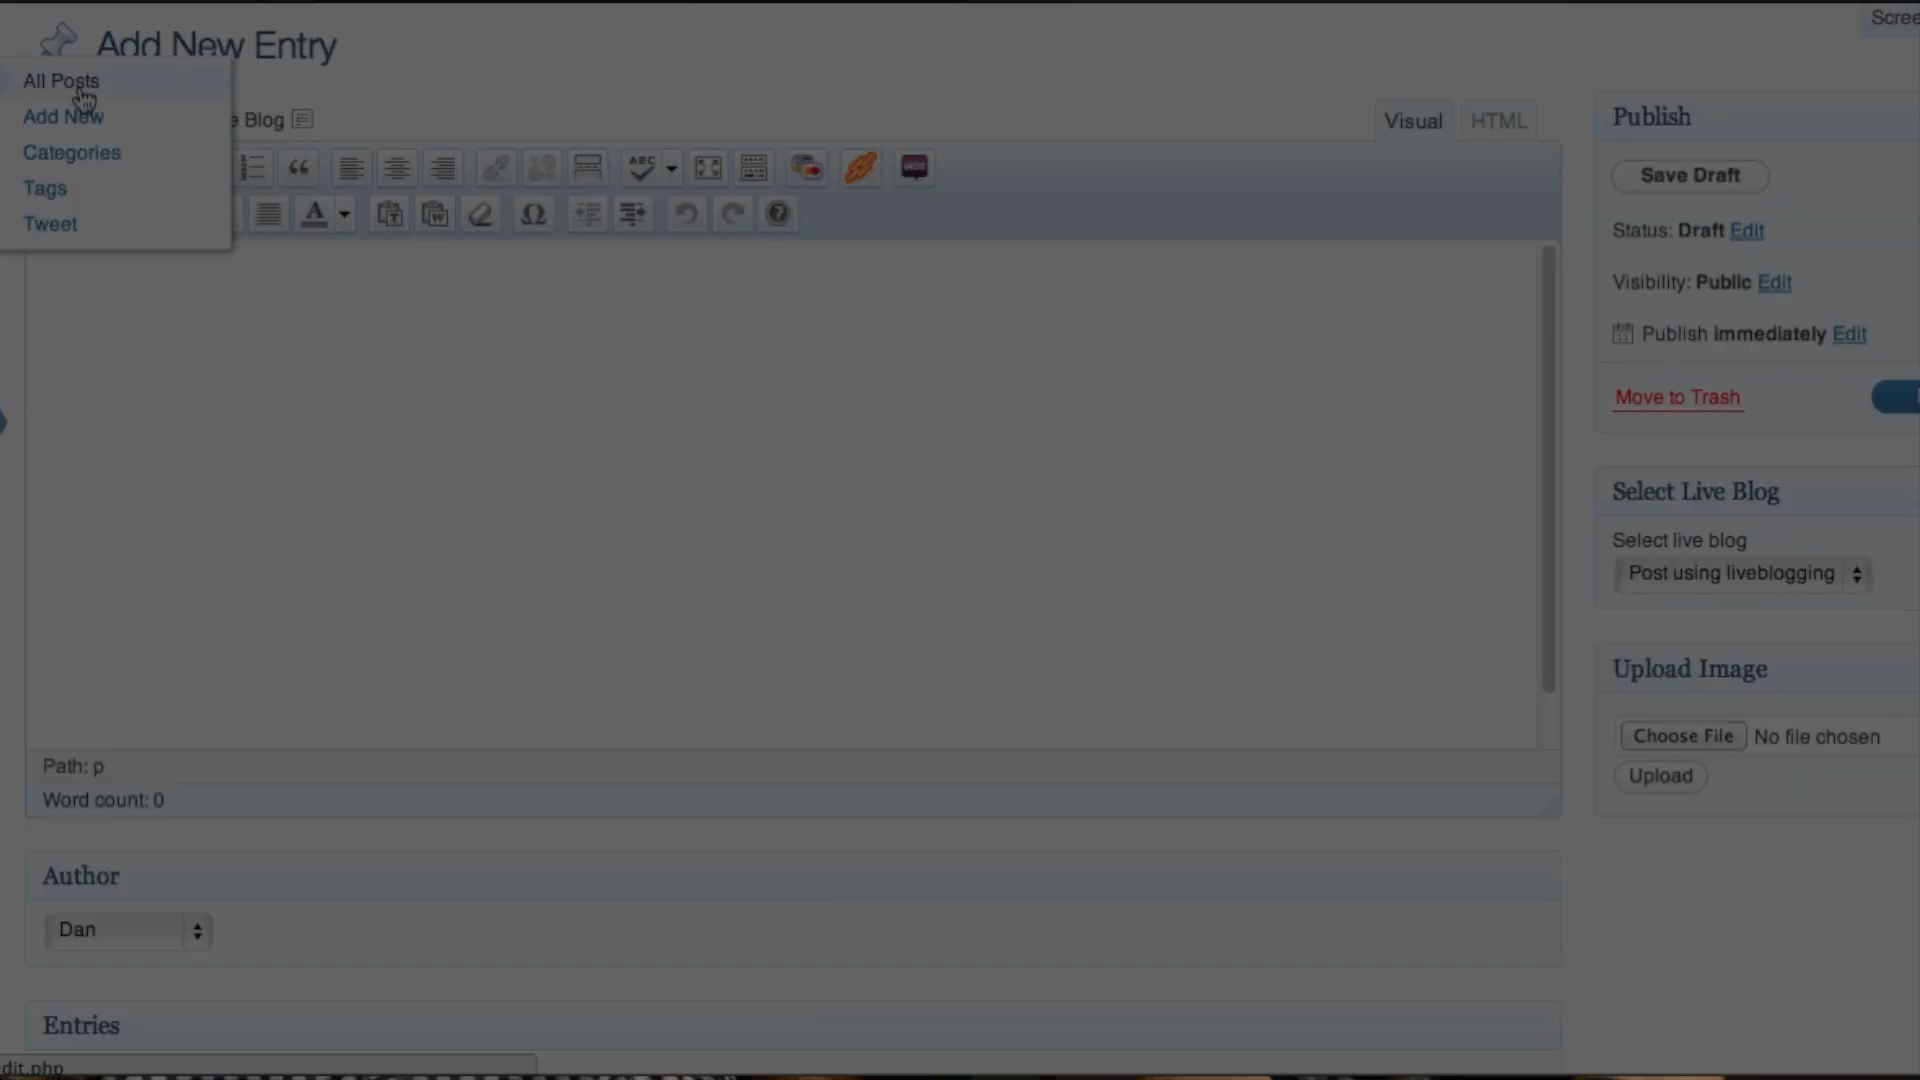 Scree
Add New Entry
All Posts
Add New
Categories
Tags
Tweet
e Blog
Visual
HTML
ABC
Path: p
Word count: 0
Author
Dan
Entries
dit.php
Publish
Save Draft
Status: Draft Edit
Visibility: Public Edit
Publish immediately Edit
Move to Trash
Select Live Blog
Select live blog
Post using liveblogging
Upload Image
Choose File No file chosen
Upload